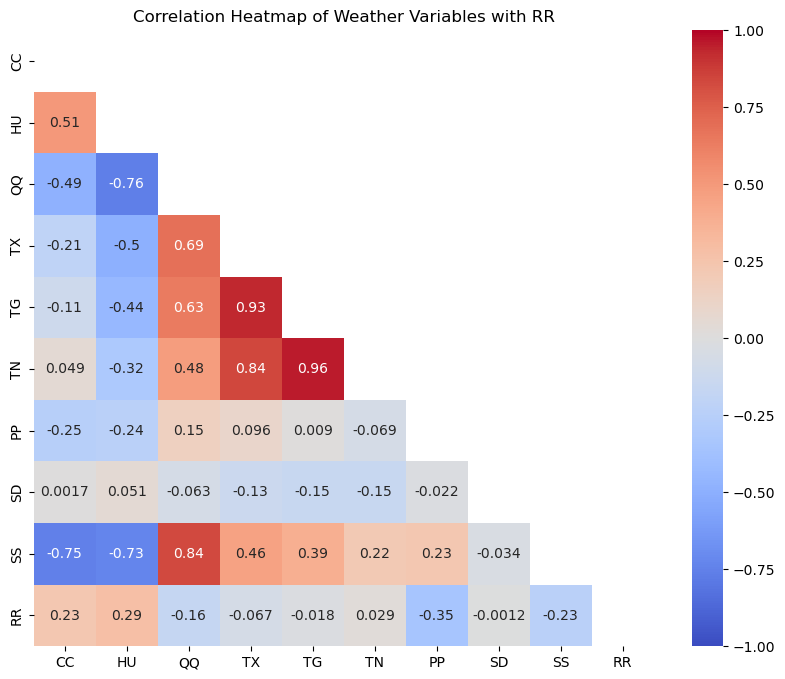 Correlation Heatmap of Weather Variables with RR
CC
HU 0.51
QQ -0.49 -0.76
TX -0.21 -0.5 0.69
TG -0.11 -0.44 0.63 0.93
TN 0.049 -0.32 0.48 0.84 0.96
PP -0.25 -0.24 0.15 0.096 0.009 -0.069
SD 0.0017 0.051 -0.063 -0.13 -0.15 -0.15 -0.022
SS -0.75 -0.73 0.84 0.46 0.39 0.22 0.23 -0.034
RR 0.23 0.29 -0.16 -0.067 -0.018 0.029 -0.35 -0.0012 -0.23
CC HU QQ TX TG TN PP SD SS RR
1.00
0.75
0.50
0.25
0.00
−0.25
−0.50
−0.75
−1.00